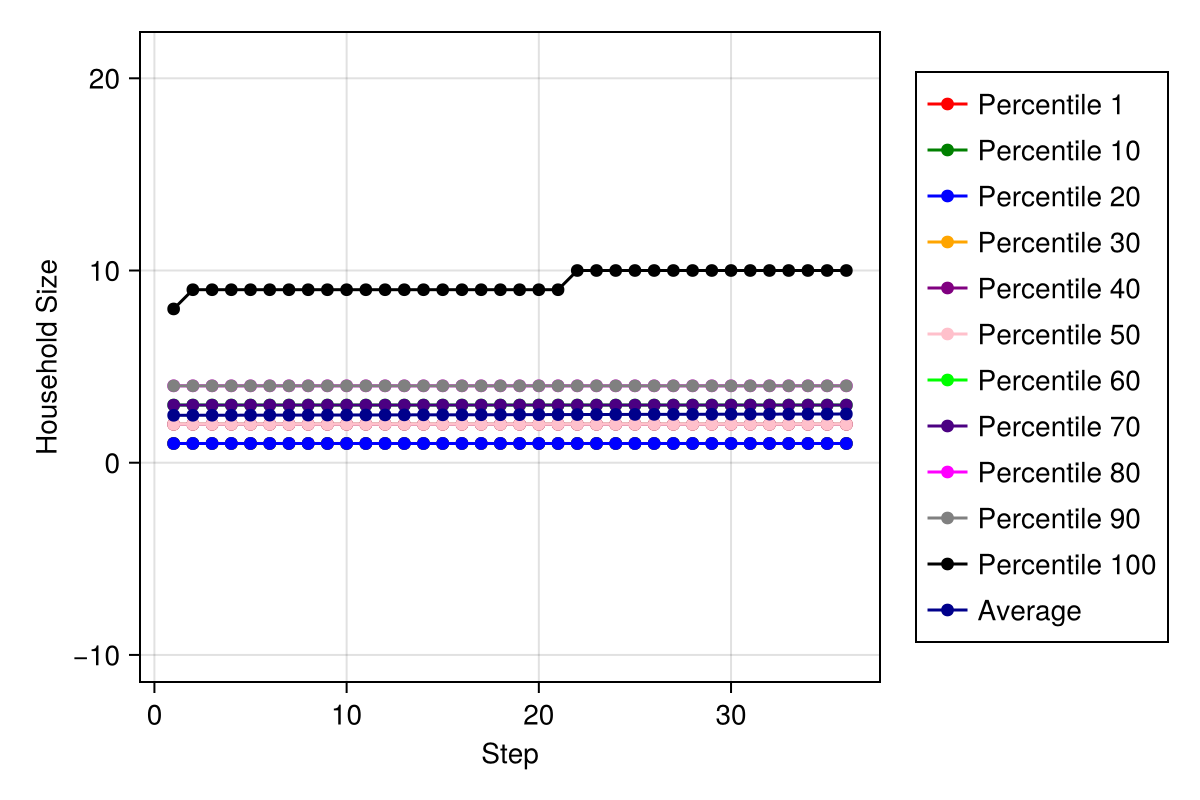 20
10
0
−10
Household Size
0 10 20 30
Step
Percentile 1
Percentile 10
Percentile 20
Percentile 30
Percentile 40
Percentile 50
Percentile 60
Percentile 70
Percentile 80
Percentile 90
Percentile 100
Average